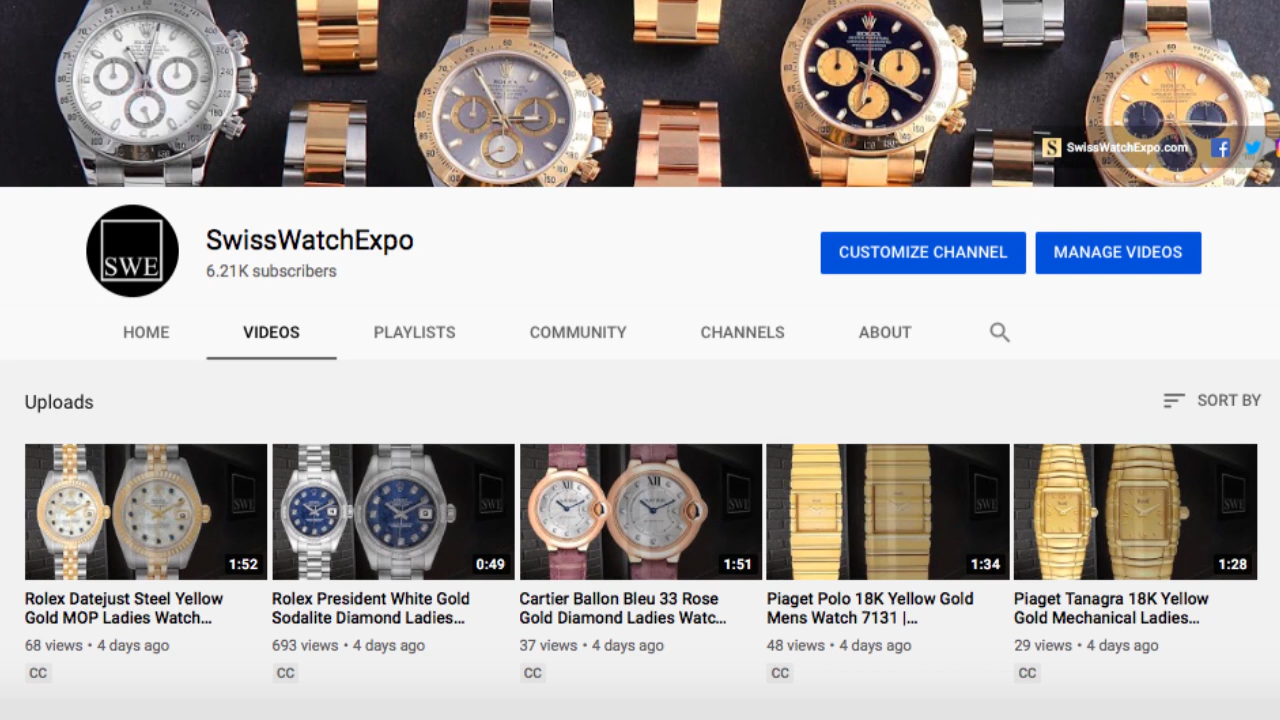 SwissWatchExpo.com
SWE
SwissWatchExpo
6.21K subscribers
CUSTOMIZE CHANNEL
MANAGE VIDEOS
HOME
VIDEOS
PLAYLISTS
COMMUNITY
CHANNELS
ABOUT
Uploads
SORT BY
1:52
0:49
1:51
1:34
1:28
Rolex Datejust Steel Yellow
Gold MOP Ladies Watch...
68 views • 4 days ago
CC
Rolex President White Gold
Sodalite Diamond Ladies...
693 views • 4 days ago
CC
Cartier Ballon Bleu 33 Rose
Gold Diamond Ladies Watc...
37 views • 4 days ago
CC
Piaget Polo 18K Yellow Gold
Mens Watch 7131 |...
48 views • 4 days ago
CC
Piaget Tanagra 18K Yellow
Gold Mechanical Ladies...
29 views • 4 days ago
CC